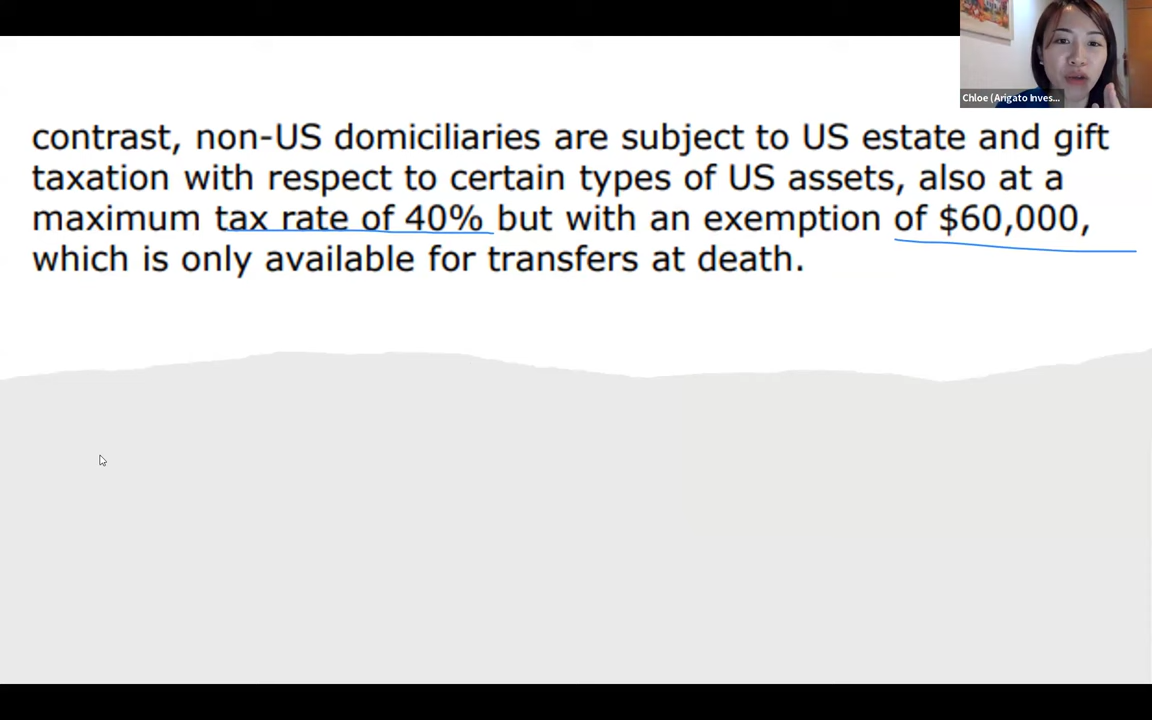 Chloe (Arigato Inves...
contrast, non-US domiciliaries are subject to US estate and gift
taxation with respect to certain types of US assets, also at a
maximum tax rate of 40% but with an exemption of $60,000,
which is only available for transfers at death.